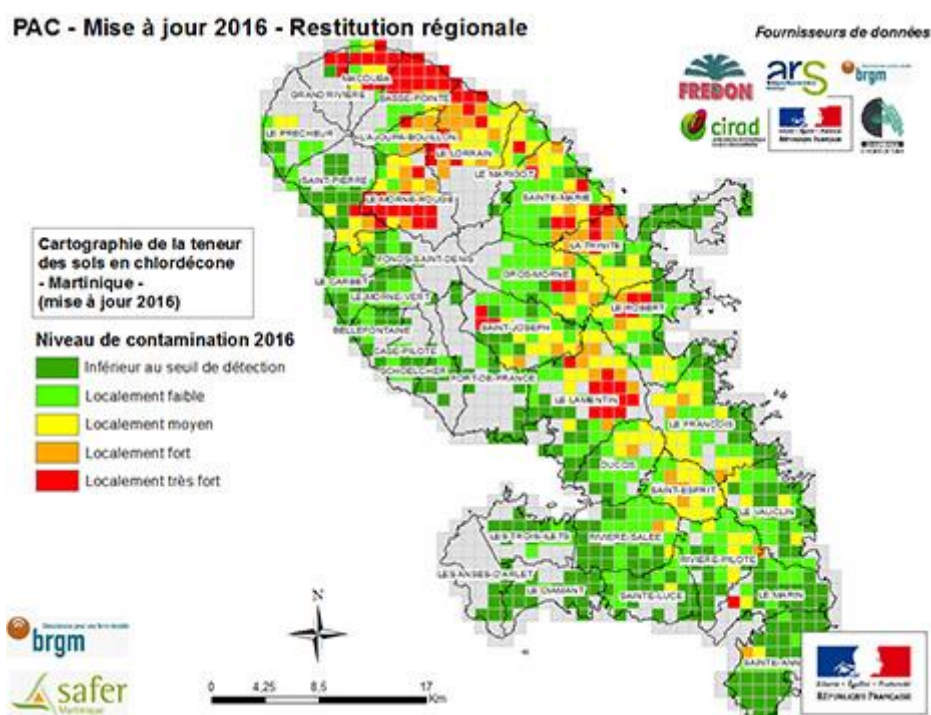 PAC - Mise à jour 2016 - Restitution régionale
Fournisseurs de données
FREDON
ars
brgm
cirad
RÉPUBLIQUE FRANÇAISE
MACOUBA
GRAND'RIVIERE
BASSE-POINTE
LE PRECHEUR
L'AJOUPA-BOUILLON
LE LORRAIN
LE MARIGOT
SAINT-PIERRE
SAINTE-MARIE
LE MORNE-ROUGE
LA TRINITE
FONDS-SAINT-DENIS
GROS-MORNE
LE CARBET
LE MORNE-VERT
LE ROBERT
SAINT-JOSEPH
BELLEFONTAINE
CASE-PILOTE
SCHOELCHER
FORT-DE-FRANCE
LE LAMENTIN
LE FRANCOIS
DUCOS
SAINT-ESPRIT
LE VAUCLIN
LES TROIS-ILETS
RIVIERE-SALEE
RIVIERE-PILOTE
LES ANSES-D'ARLET
LE DIAMANT
SAINTE-LUCE
LE MARIN
SAINTE-ANN
Cartographie de la teneur
des sols en chlordécone
- Martinique -
(mise à jour 2016)
Niveau de contamination 2016
Inférieur au seuil de détection
Localement faible
Localement moyen
Localement fort
Localement très fort
N
brgm
safer
Martinique
0 4,25 8,5 17
Km
Liberté • Égalité • Fraternité
RÉPUBLIQUE FRANÇAISE